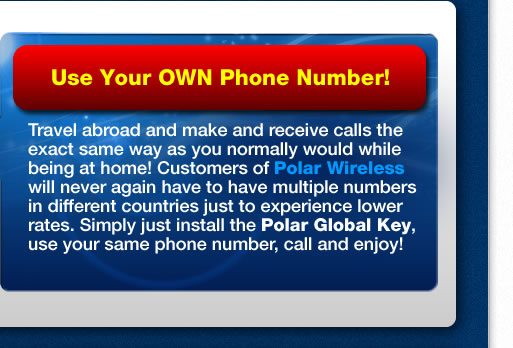 Use Your OWN Phone Number!
Travel abroad and make and receive calls the
exact same way as you normally would while
being at home! Customers of Polar Wireless
will never again have to have multiple numbers
in different countries just to experience lower
rates. Simply just install the Polar Global Key,
use your same phone number, call and enjoy!